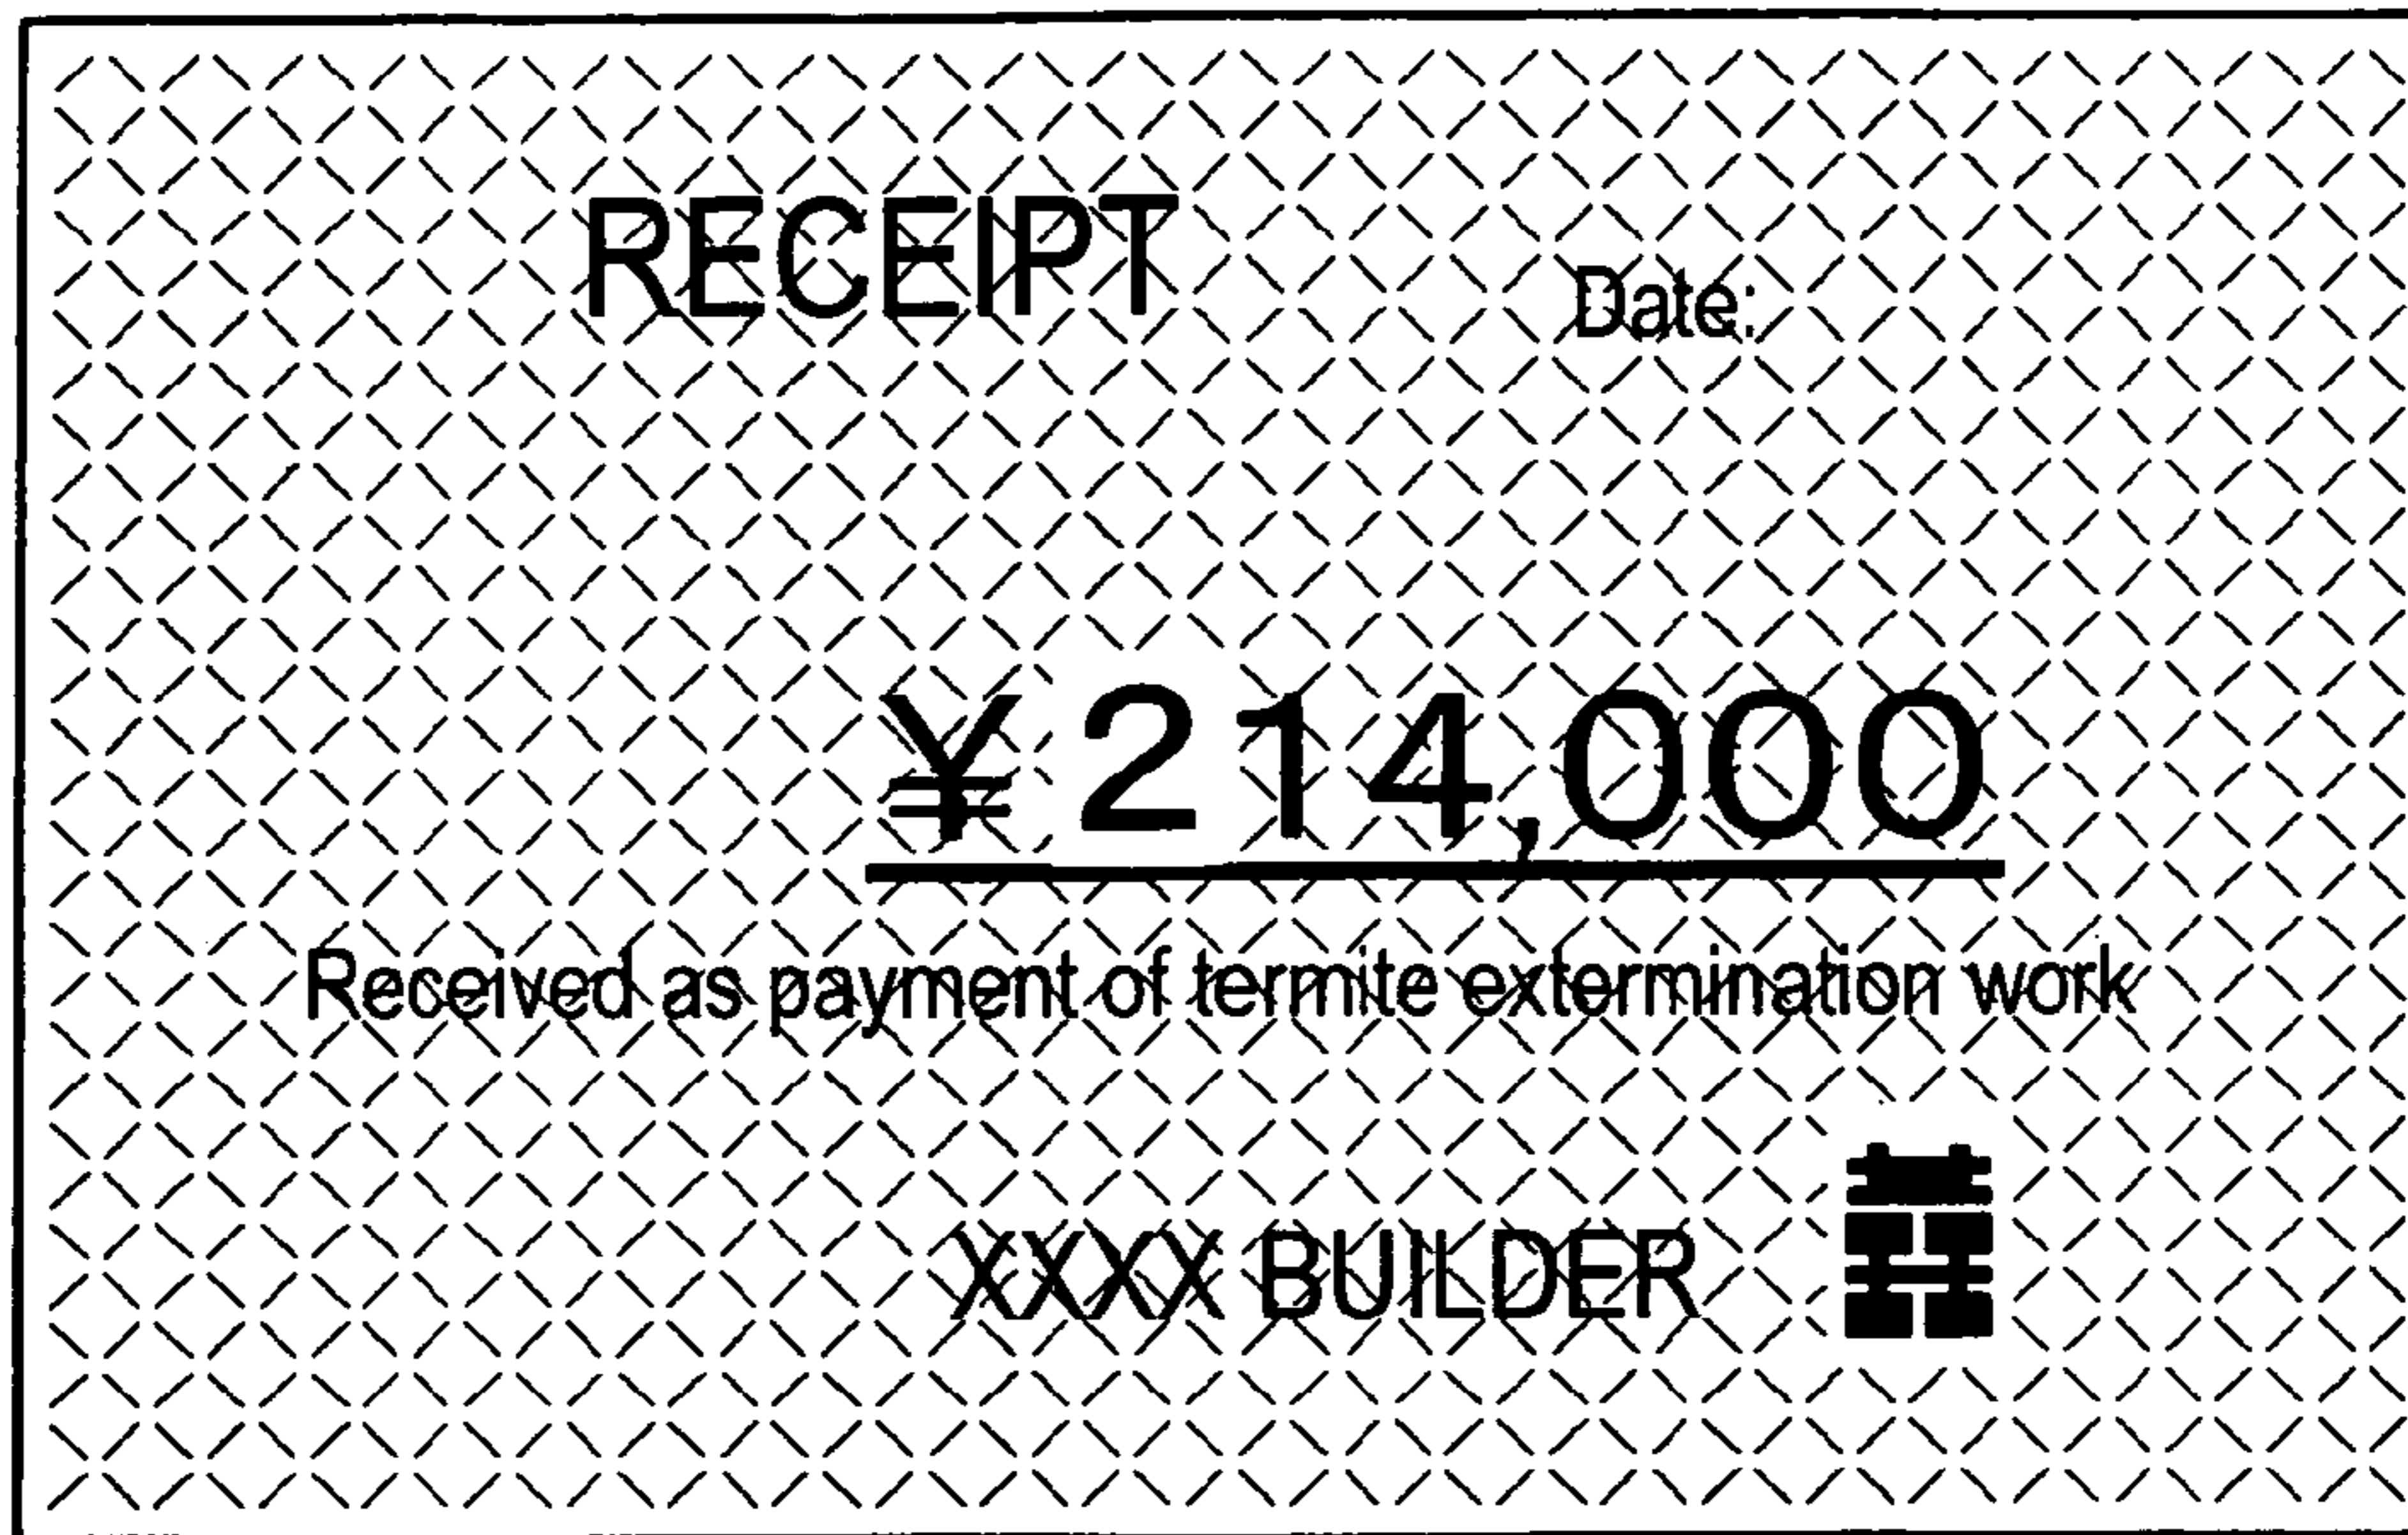 RECEIPT
Date:
¥214,000
Received as payment of termite extermination work
XXXX BUILDER